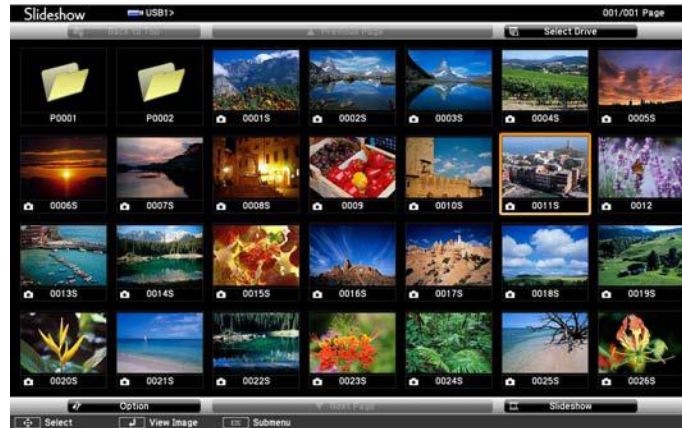 Slideshow USB1> 001/001 Page
Back to Top Previous Page Select Drive
P0001 P0002 0001S 0002S 0003S 0004S 0005S
0006S 0007S 0008S 0009 0010S 0011S 0012
0013S 0014S 0015S 0016S 0017S 0018S 0019S
0020S 0021S 0022S 0023S 0024S 0025S 0026S
Option Next Page Slideshow
Select View Image Esc Submenu